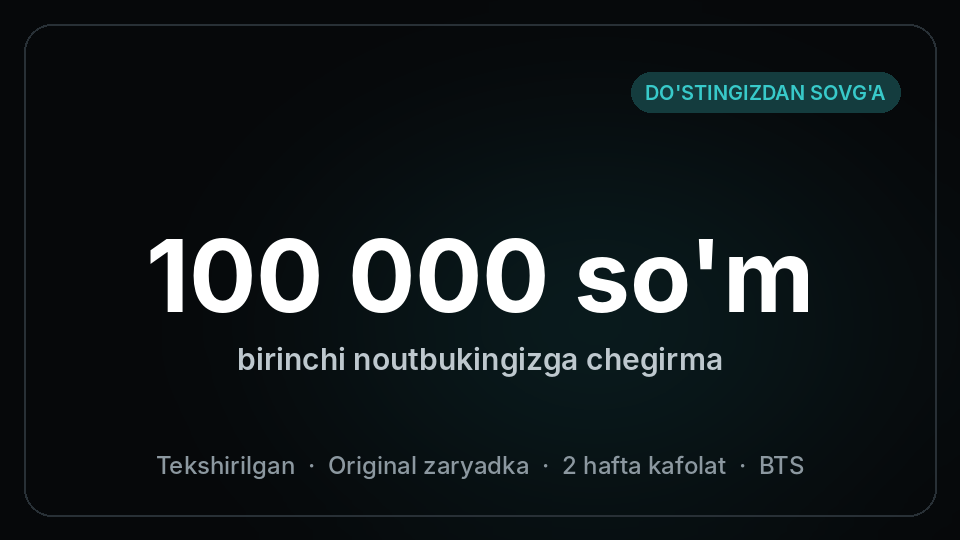 DO'STINGIZDAN SOVG'A
100 000 so'm
birinchi noutbukingizga chegirma
Tekshirilgan · Original zaryadka · 2 hafta kafolat · BTS